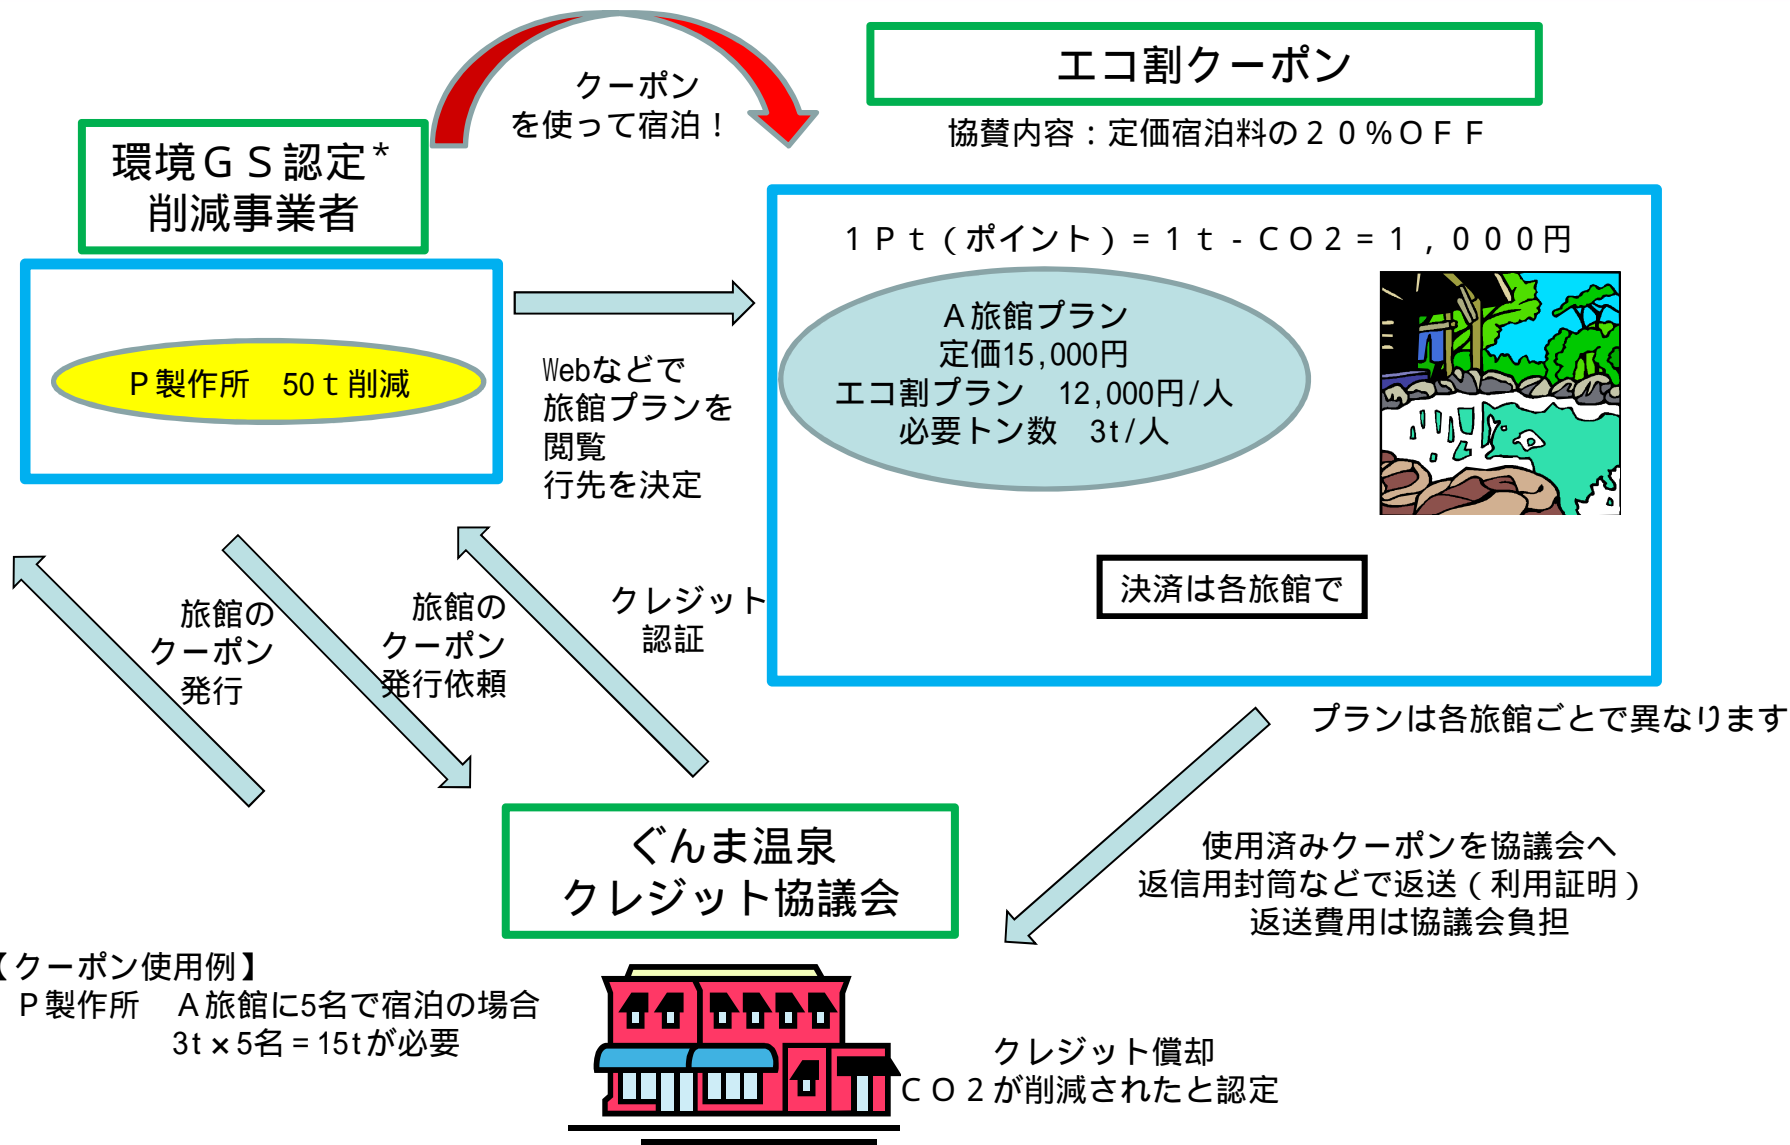 クーポン
を使って宿泊！
エコ割クーポン
協賛内容：定価宿泊料の２０％ＯＦＦ
環境ＧＳ認定*
削減事業者
１Ｐｔ（ポイント）＝１ｔ‐ＣＯ２＝１，０００円
Ｐ製作所　50ｔ削減
Ａ旅館プラン
定価15,000円
エコ割プラン　12,000円/人
必要トン数　3t/人
Webなどで
旅館プランを
閲覧
行先を決定
決済は各旅館で
旅館の
クーポン
発行
旅館の
クーポン
発行依頼
クレジット
認証
プランは各旅館ごとで異なります
ぐんま温泉
クレジット協議会
使用済みクーポンを協議会へ
返信用封筒などで返送（利用証明）
返送費用は協議会負担
【クーポン使用例】
Ｐ製作所　Ａ旅館に5名で宿泊の場合
3t×5名＝15tが必要
クレジット償却
ＣＯ２が削減されたと認定